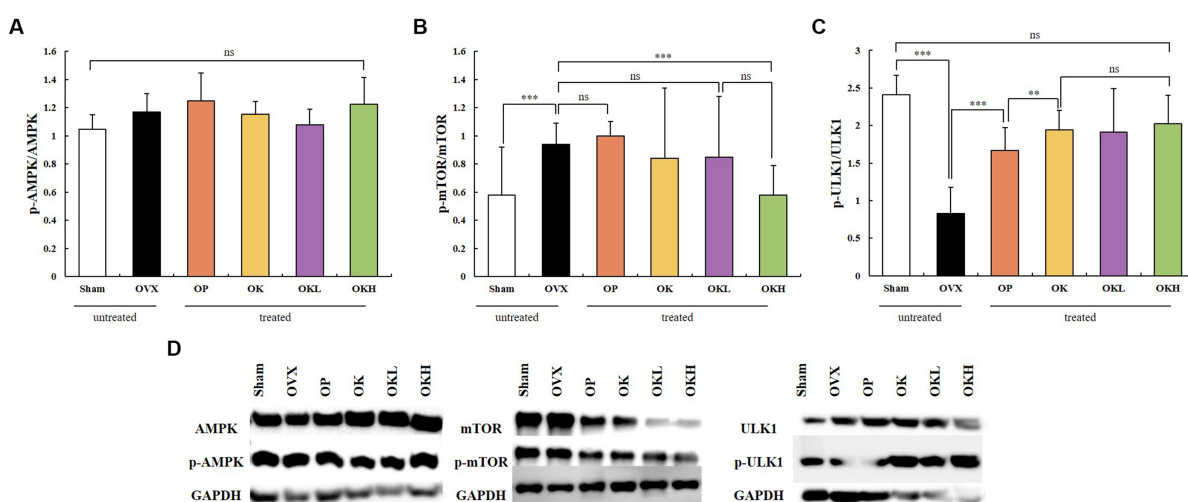 A
ns
1.6
1.4
1.2
1
0.8
0.6
0.4
0.2
0
p-AMPK/AMPK
Sham OVX OP OK OKL OKH
untreated treated
B
***
ns ns
*** ns
1.6
1.4
1.2
1
0.8
0.6
0.4
0.2
0
p-mTOR/mTOR
Sham OVX OP OK OKL OKH
untreated treated
C
ns
*** ns
*** **
3
2.5
2
1.5
1
0.5
0
p-ULK1/ULK1
Sham OVX OP OK OKL OKH
untreated treated
D
Sham OVX OP OK OKL OKH
AMPK
p-AMPK
GAPDH
Sham OVX OP OK OKL OKH
mTOR
p-mTOR
GAPDH
Sham OVX OP OK OKL OKH
ULK1
p-ULK1
GAPDH